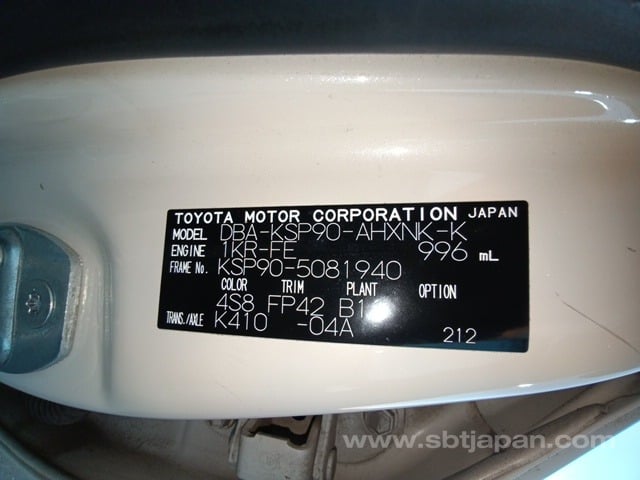 TOYOTA MOTOR CORPORATION JAPAN
MODEL DBA-KSP90-AHXNK-K
ENGINE 1KR-FE 996 mL
FRAME No. KSP90-5081940
COLOR TRIM PLANT OPTION
4S8 FP42
TRANS./AXLE K410 -04A
212
www.sbtjapan.com